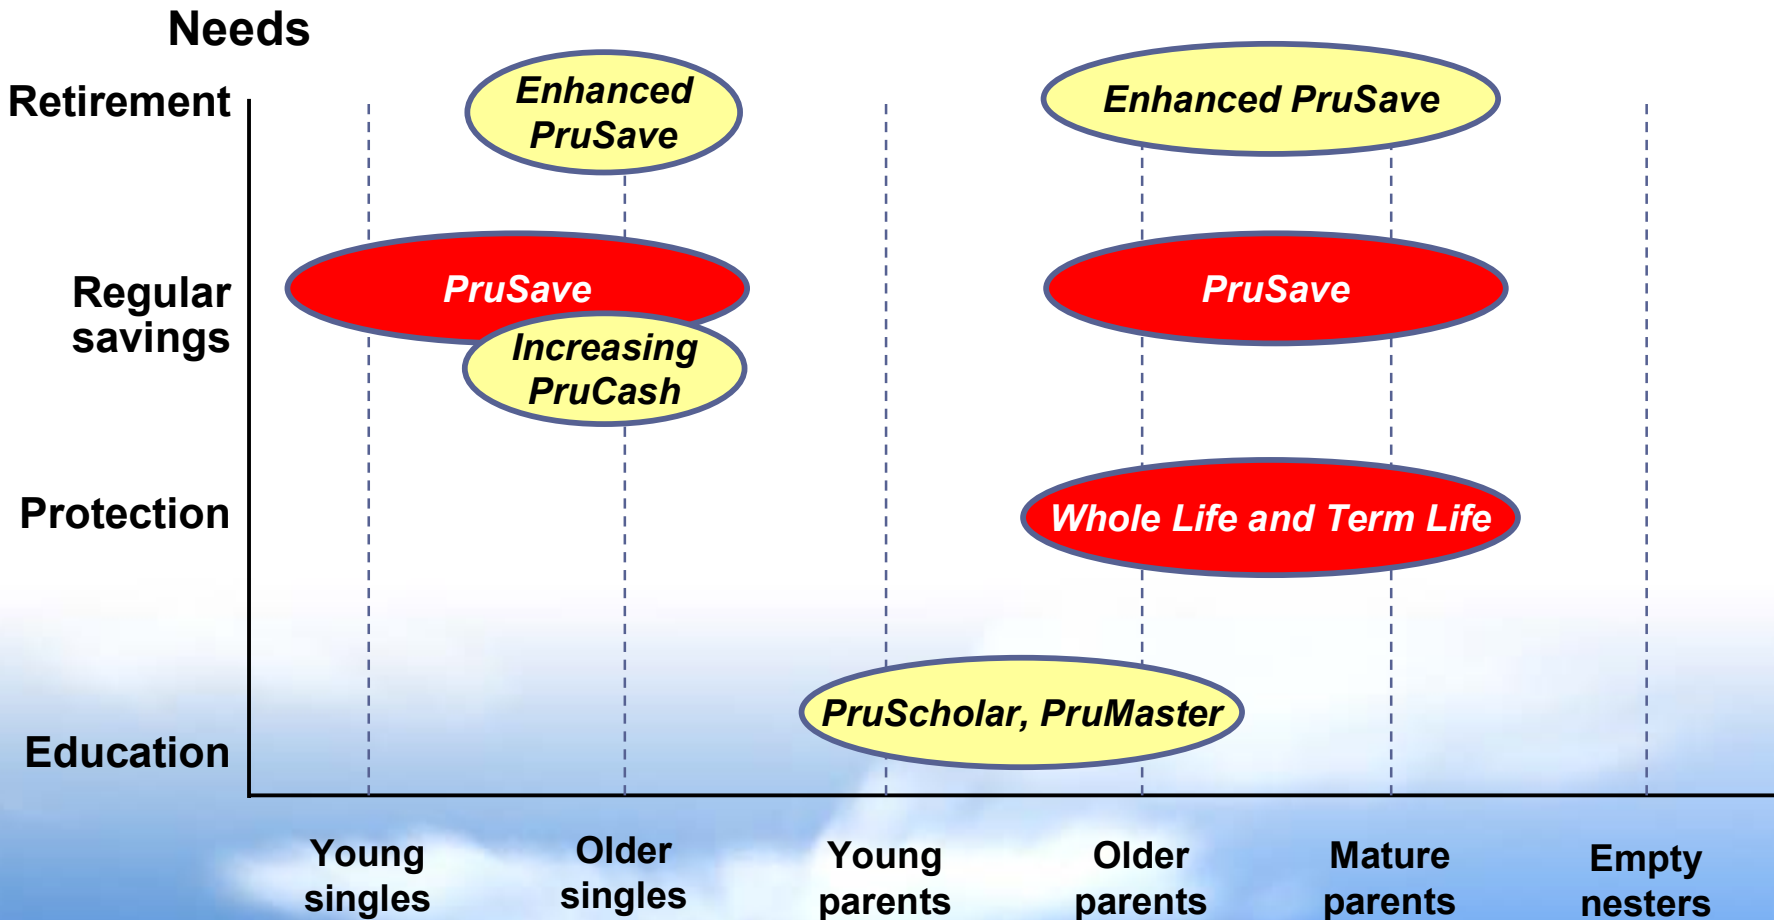 Needs
Retirement
Enhanced
PruSave
Enhanced PruSave
Regular
savings
PruSave
PruSave
Increasing
PruCash
Protection
Whole Life and Term Life
Education
PruScholar, PruMaster
Young
singles
Older
singles
Young
parents
Older
parents
Mature
parents
Empty
nesters